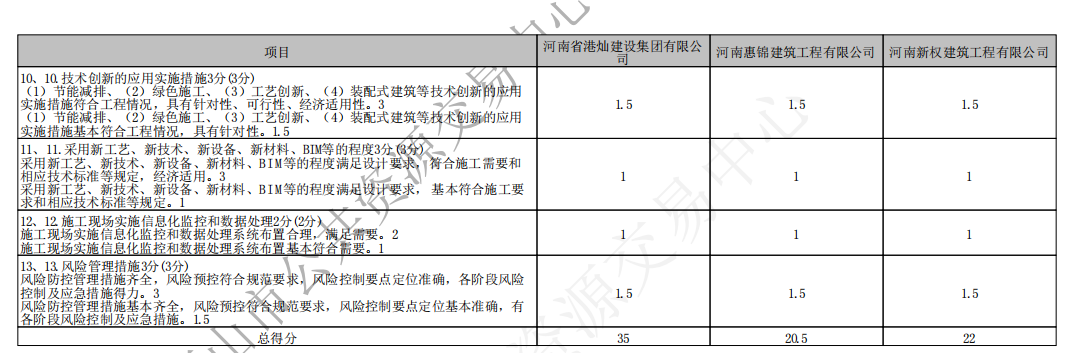 项目 河南省港灿建设集团有限公司 河南惠锦建筑工程有限公司 河南新权建筑工程有限公司
10、10.技术创新的应用实施措施3分(3分)
（1）节能减排、（2）绿色施工、（3）工艺创新、（4）装配式建筑等技术创新的应用
实施措施符合工程情况，具有针对性、可行性、经济适用性。3
（1）节能减排、（2）绿色施工、（3）工艺创新、（4）装配式建筑等技术创新的应用
实施措施基本符合工程情况，具有针对性。1.5
1.5 1.5 1.5
11、11.采用新工艺、新技术、新设备、新材料、BIM等的程度3分(3分)
采用新工艺、新技术、新设备、新材料、BIM等的程度满足设计要求，符合施工需要和
相应技术标准等规定，经济适用。3
采用新工艺、新技术、新设备、新材料、BIM等的程度满足设计要求， 基本符合施工要
求和相应技术标准等规定。1
1 1 1
12、12.施工现场实施信息化监控和数据处理2分(2分)
施工现场实施信息化监控和数据处理系统布置合理，满足需要。2
施工现场实施信息化监控和数据处理系统布置基本符合需要。1
1 1 1
13、13.风险管理措施3分(3分)
风险防控管理措施齐全，风险预控符合规范要求，风险控制要点定位准确，各阶段风险
控制及应急措施得力。3
风险防控管理措施基本齐全，风险预控符合规范要求，风险控制要点定位基本准确，有
各阶段风险控制及应急措施。1.5
1.5 1.5 1.5
总得分 35 20.5 22
山市公共资源交易中心
资源交易中心